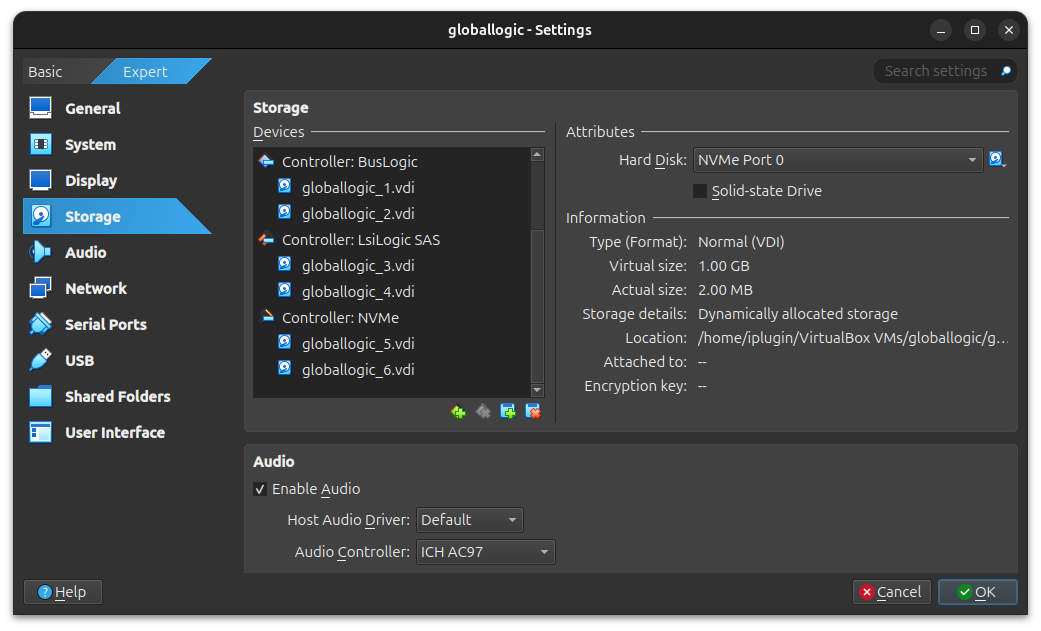 globallogic - Settings
Basic
Expert
Search settings
General
System
Display
Storage
Audio
Network
Serial Ports
USB
Shared Folders
User Interface
Storage
Devices
Controller: BusLogic
globallogic_1.vdi
globallogic_2.vdi
Controller: LsiLogic SAS
globallogic_3.vdi
globallogic_4.vdi
Controller: NVMe
globallogic_5.vdi
globallogic_6.vdi
Attributes
Hard Disk: NVMe Port 0
Solid-state Drive
Information
Type (Format): Normal (VDI)
Virtual size: 1.00 GB
Actual size: 2.00 MB
Storage details: Dynamically allocated storage
Location: /home/iplugin/VirtualBox VMs/globallogic/g...
Attached to: --
Encryption key: --
Audio
Enable Audio
Host Audio Driver: Default
Audio Controller: ICH AC97
Help
Cancel
OK